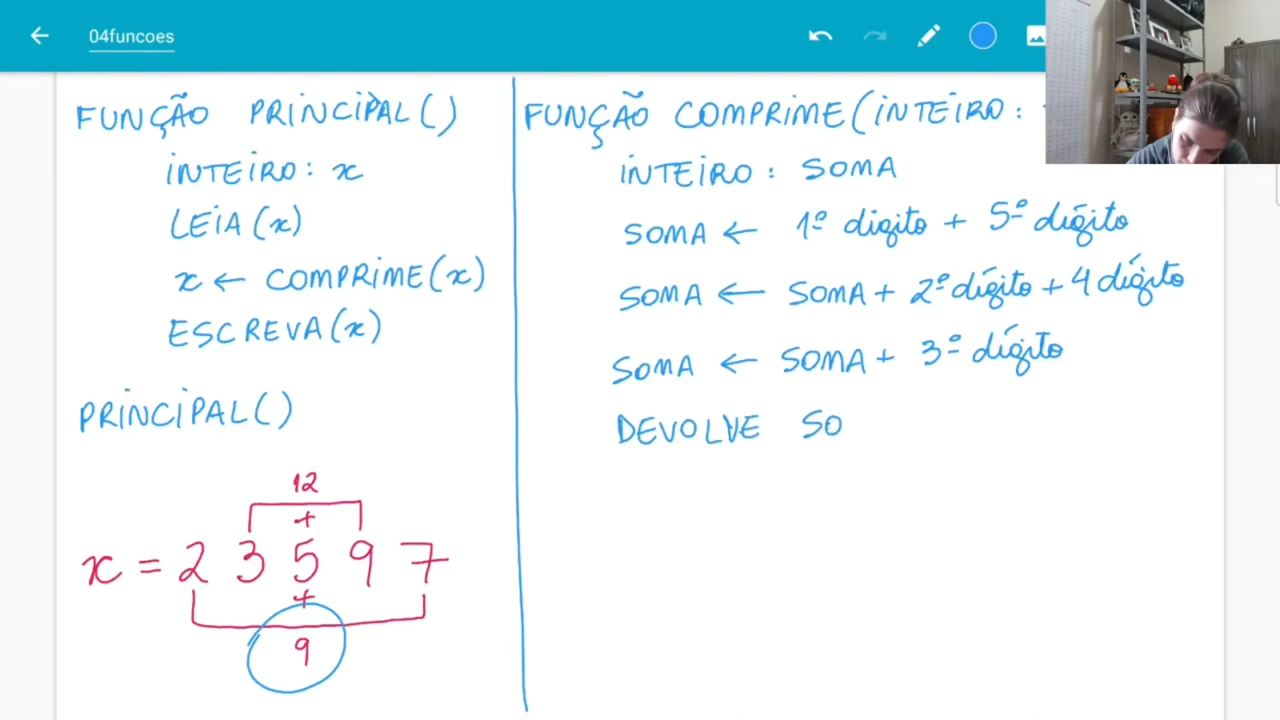 04funcoes
FUNÇÃO PRINCIPAL()
INTEIRO: x
LEIA(x)
x ← COMPRIME(x)
ESCREVA(x)
PRINCIPAL()
12
+
x = 2 3 5 9 7
+
9
FUNÇÃO COMPRIME(INTEIRO:
INTEIRO: SOMA
SOMA ← 1º digito + 5º dígito
SOMA ← SOMA + 2º dígito + 4 dígito
SOMA ← SOMA + 3º dígito
DEVOLVE SO